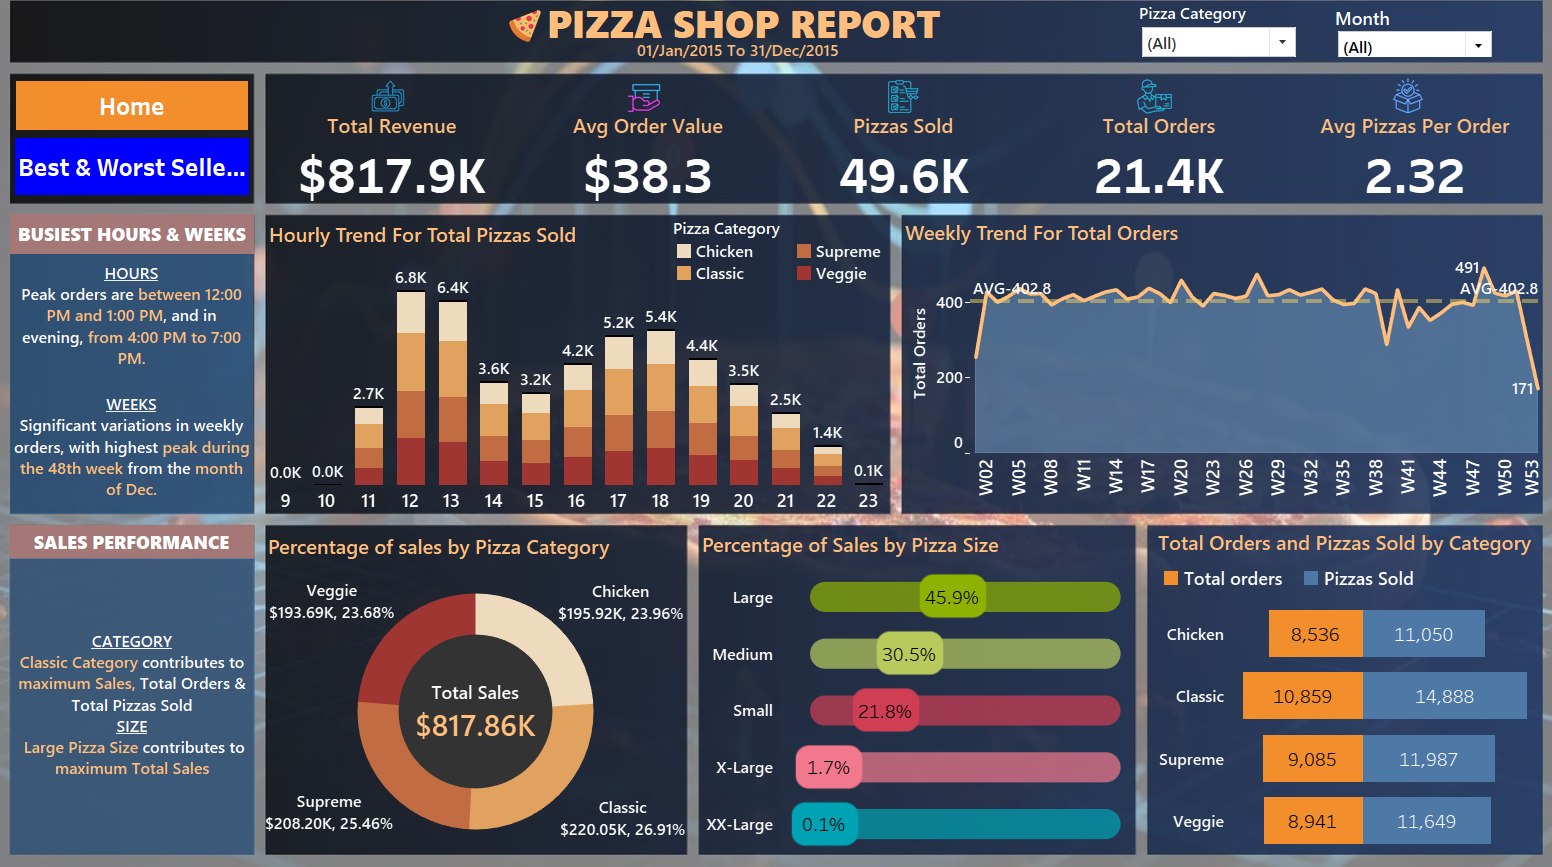 PIZZA SHOP REPORT
01/Jan/2015 To 31/Dec/2015
Pizza Category
(All)
Month
(All)
Home
Best & Worst Selle...
Total Revenue
$817.9K
Avg Order Value
$38.3
Pizzas Sold
49.6K
Total Orders
21.4K
Avg Pizzas Per Order
2.32
BUSIEST HOURS & WEEKS
HOURS
Peak orders are between 12:00
PM and 1:00 PM, and in
evening, from 4:00 PM to 7:00
PM.
WEEKS
Significant variations in weekly
orders, with highest peak during
the 48th week from the month
of Dec.
Hourly Trend For Total Pizzas Sold
Pizza Category
Chicken
Supreme
Classic
Veggie
0.0K
0.0K
2.7K
6.8K
6.4K
3.6K
3.2K
4.2K
5.2K
5.4K
4.4K
3.5K
2.5K
1.4K
0.1K
9 10 11 12 13 14 15 16 17 18 19 20 21 22 23
Weekly Trend For Total Orders
Total Orders
400
200
0
AVG-402.8
491
AVG-402.8
171
W02 W05 W08 W11 W14 W17 W20 W23 W26 W29 W32 W35 W38 W41 W44 W47 W50 W53
SALES PERFORMANCE
CATEGORY
Classic Category contributes to
maximum Sales, Total Orders &
Total Pizzas Sold
SIZE
Large Pizza Size contributes to
maximum Total Sales
Percentage of sales by Pizza Category
Veggie
$193.69K, 23.68%
Chicken
$195.92K, 23.96%
Total Sales
$817.86K
Supreme
$208.20K, 25.46%
Classic
$220.05K, 26.91%
Percentage of Sales by Pizza Size
Large
45.9%
Medium
30.5%
Small
21.8%
X-Large
1.7%
XX-Large
0.1%
Total Orders and Pizzas Sold by Category
Total orders
Pizzas Sold
Chicken
8,536
11,050
Classic
10,859
14,888
Supreme
9,085
11,987
Veggie
8,941
11,649